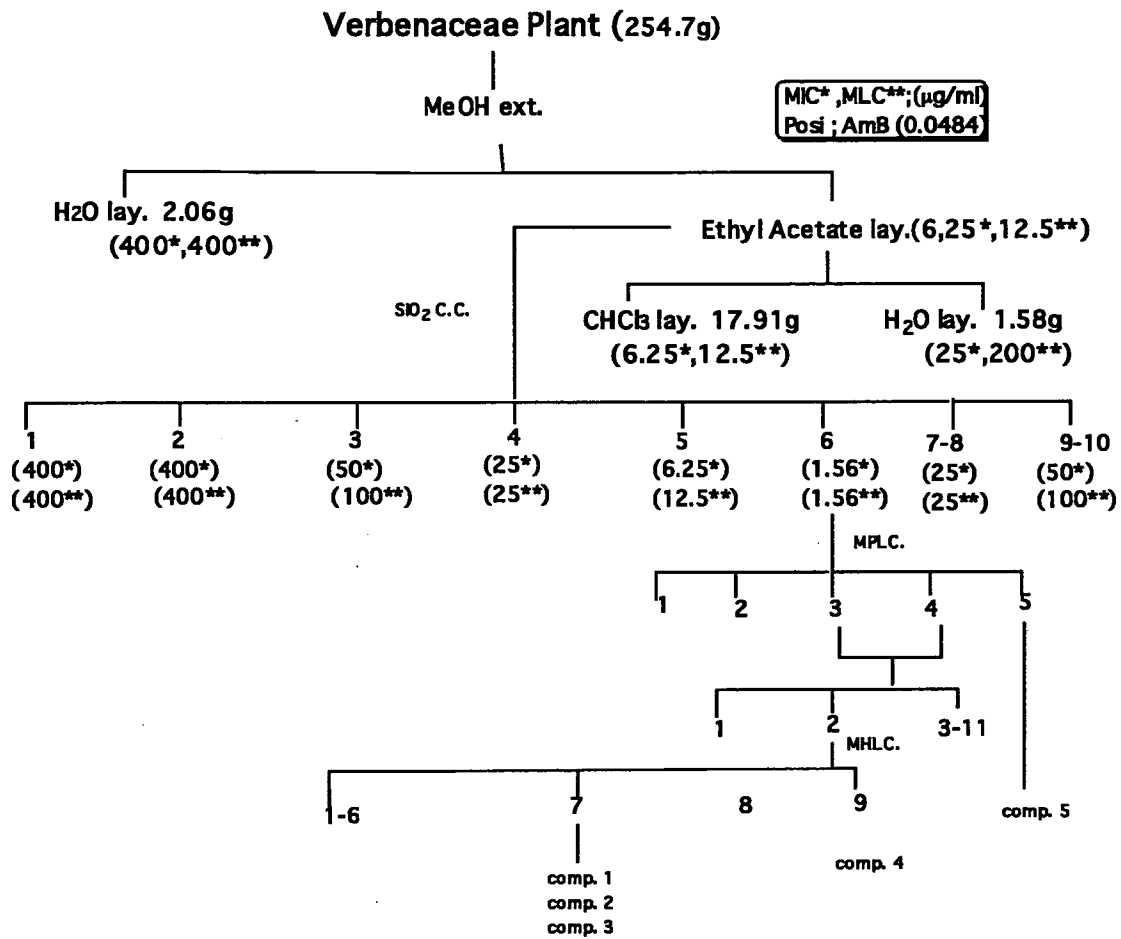 Verbenaceae Plant (254.7g)
MeOH ext.
MIC* ,MLC**;(µg/ml)
Posi ; AmB (0.0484)
H2O lay. 2.06g
(400*,400**)
Ethyl Acetate lay.(6,25*,12.5**)
SIO2 C.C.
CHCl3 lay. 17.91g
(6.25*,12.5**)
H2O lay. 1.58g
(25*,200**)
1 2 3 4 5 6 7-8 9-10
(400*) (400*) (50*) (25*) (6.25*) (1.56*) (25*) (50*)
(400**) (400**) (100**) (25**) (12.5**) (1.56**) (25**) (100**)
MPLC.
1 2 3 4 5
1 2 3-11
MHLC.
1-6 7 8 9
comp. 5
comp. 4
comp. 1
comp. 2
comp. 3